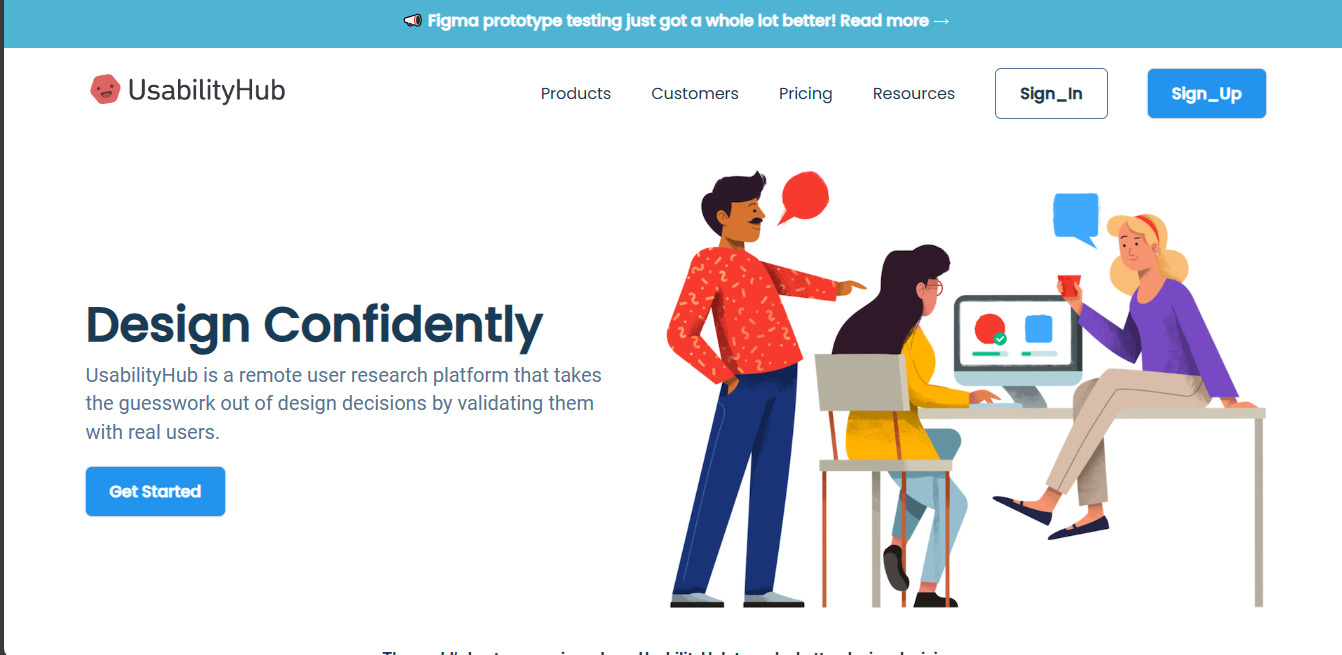 📢 Figma prototype testing just got a whole lot better! Read more →
UsabilityHub
Products Customers Pricing Resources Sign_In Sign_Up
Design Confidently
UsabilityHub is a remote user research platform that takes
the guesswork out of design decisions by validating them
with real users.
Get Started